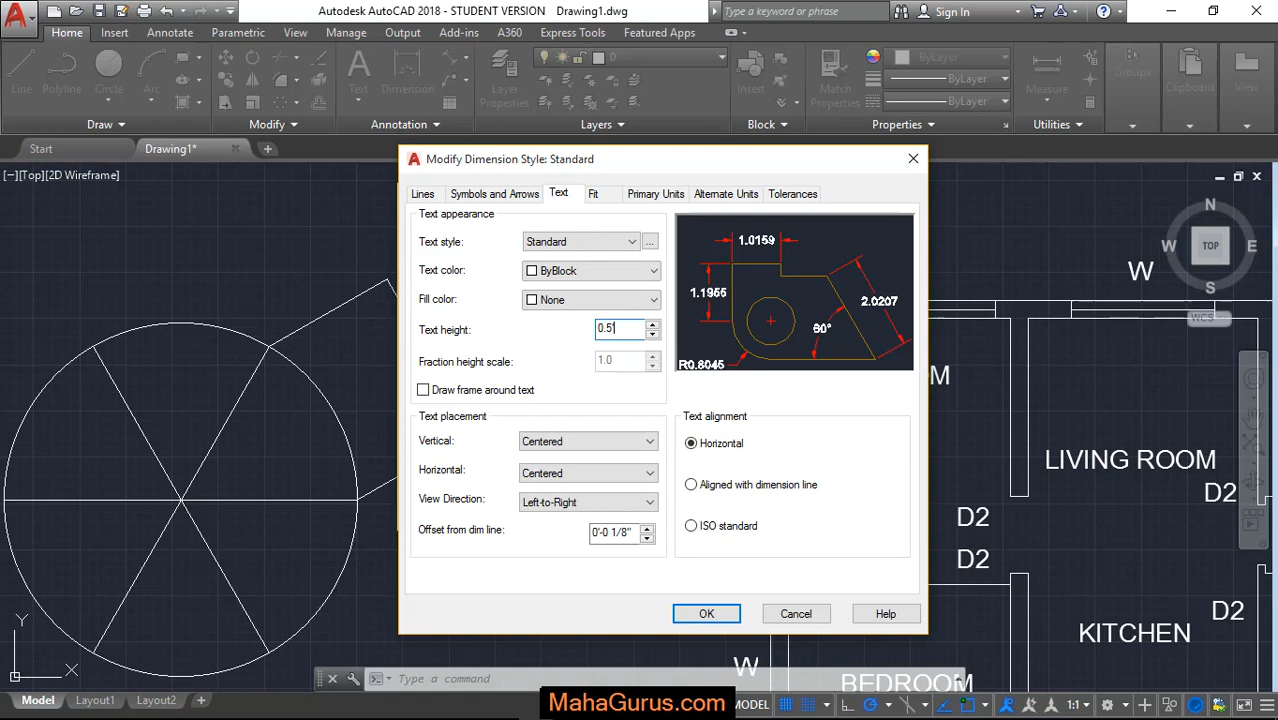 Autodesk AutoCAD 2018 - STUDENT VERSION Drawing1.dwg
Type a keyword or phrase
Sign In
Home Insert Annotate Parametric View Manage Output Add-ins A360 Express Tools Featured Apps
Line Polyline Circle Arc Text Dimension Layer Properties 0 Insert Match Properties ByLayer ByLayer ByLayer Measure Groups Clipboard View
Draw Modify Annotation Layers Block Properties Utilities
Start Drawing1*
[−][Top][2D Wireframe]
Modify Dimension Style: Standard
Lines Symbols and Arrows Text Fit Primary Units Alternate Units Tolerances
Text appearance
Text style: Standard ...
Text color: ByBlock
Fill color: None
Text height: 0.5'
Fraction height scale: 1.0
Draw frame around text
1.0159
1.1955
2.0207
60°
R0.8045
Text placement
Vertical: Centered
Horizontal: Centered
View Direction: Left-to-Right
Offset from dim line: 0'-0 1/8"
Text alignment
Horizontal
Aligned with dimension line
ISO standard
OK Cancel Help
N
W TOP E
S
WCS
W
M
LIVING ROOM
D2
D2
D2
D2
KITCHEN
W
BEDROOM
Y
X
Type a command
Model Layout1 Layout2 +
MODEL 1:1
MahaGurus.com